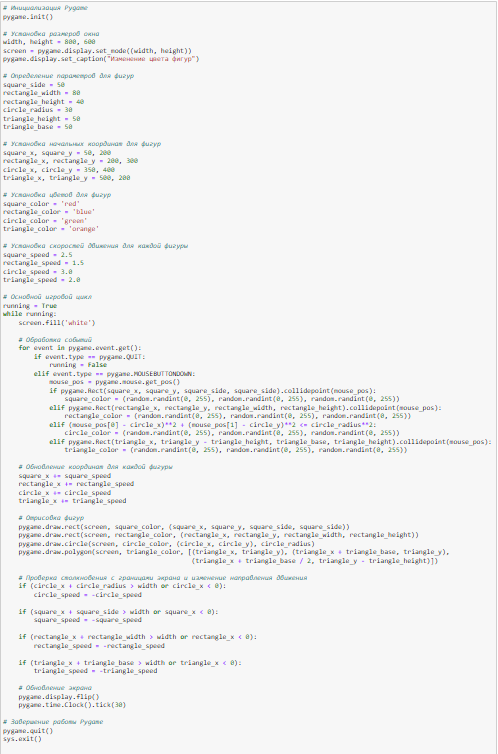 # Инициализация Pygame
pygame.init()

# Установка размеров окна
width, height = 800, 600
screen = pygame.display.set_mode((width, height))
pygame.display.set_caption("Изменение цвета фигур")

# Определение параметров для фигур
square_side = 50
rectangle_width = 80
rectangle_height = 40
circle_radius = 30
triangle_height = 50
triangle_base = 50

# Установка начальных координат для фигур
square_x, square_y = 50, 200
rectangle_x, rectangle_y = 200, 300
circle_x, circle_y = 350, 400
triangle_x, triangle_y = 500, 200

# Установка цветов для фигур
square_color = 'red'
rectangle_color = 'blue'
circle_color = 'green'
triangle_color = 'orange'

# Установка скоростей движения для каждой фигуры
square_speed = 2.5
rectangle_speed = 1.5
circle_speed = 3.0
triangle_speed = 2.0

# Основной игровой цикл
running = True
while running:
    screen.fill('white')

    # Обработка событий
    for event in pygame.event.get():
        if event.type == pygame.QUIT:
            running = False
        elif event.type == pygame.MOUSEBUTTONDOWN:
            mouse_pos = pygame.mouse.get_pos()
            if pygame.Rect(square_x, square_y, square_side, square_side).collidepoint(mouse_pos):
                square_color = (random.randint(0, 255), random.randint(0, 255), random.randint(0, 255))
            elif pygame.Rect(rectangle_x, rectangle_y, rectangle_width, rectangle_height).collidepoint(mouse_pos):
                rectangle_color = (random.randint(0, 255), random.randint(0, 255), random.randint(0, 255))
            elif (mouse_pos[0] - circle_x)**2 + (mouse_pos[1] - circle_y)**2 <= circle_radius**2:
                circle_color = (random.randint(0, 255), random.randint(0, 255), random.randint(0, 255))
            elif pygame.Rect(triangle_x, triangle_y - triangle_height, triangle_base, triangle_height).collidepoint(mouse_pos):
                triangle_color = (random.randint(0, 255), random.randint(0, 255), random.randint(0, 255))

    # Обновление координат для каждой фигуры
    square_x += square_speed
    rectangle_x += rectangle_speed
    circle_x += circle_speed
    triangle_x += triangle_speed

    # Отрисовка фигур
    pygame.draw.rect(screen, square_color, (square_x, square_y, square_side, square_side))
    pygame.draw.rect(screen, rectangle_color, (rectangle_x, rectangle_y, rectangle_width, rectangle_height))
    pygame.draw.circle(screen, circle_color, (circle_x, circle_y), circle_radius)
    pygame.draw.polygon(screen, triangle_color, [(triangle_x, triangle_y), (triangle_x + triangle_base, triangle_y),
                                                 (triangle_x + triangle_base / 2, triangle_y - triangle_height)])

    # Проверка столкновения с границами экрана и изменение направления движения
    if (circle_x + circle_radius > width or circle_x < 0):
        circle_speed = -circle_speed

    if (square_x + square_side > width or square_x < 0):
        square_speed = -square_speed

    if (rectangle_x + rectangle_width > width or rectangle_x < 0):
        rectangle_speed = -rectangle_speed

    if (triangle_x + triangle_base > width or triangle_x < 0):
        triangle_speed = -triangle_speed

    # Обновление экрана
    pygame.display.flip()
    pygame.time.Clock().tick(30)

# Завершение работы Pygame
pygame.quit()
sys.exit()